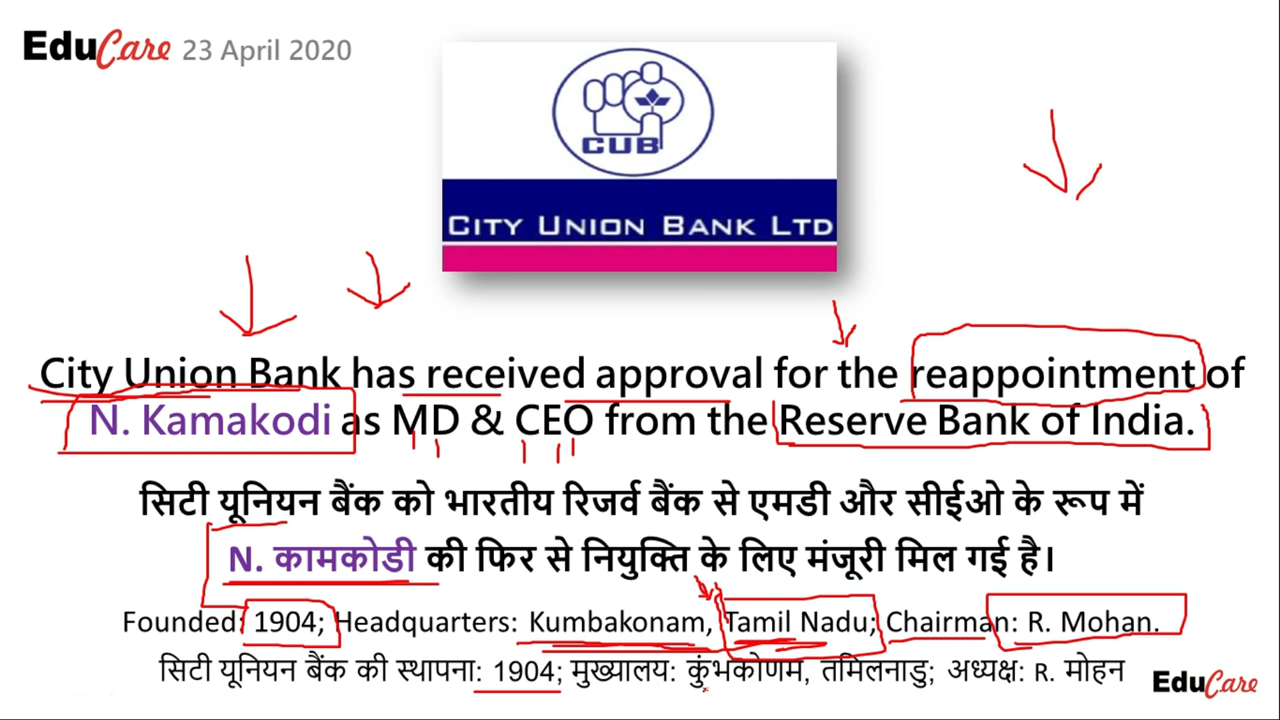 EduCare 23 April 2020
CUB
CITY UNION BANK LTD
City Union Bank has received approval for the reappointment of
N. Kamakodi as MD & CEO from the Reserve Bank of India.
सिटी यूनियन बैंक को भारतीय रिजर्व बैंक से एमडी और सीईओ के रूप में
N. कामकोडी की फिर से नियुक्ति के लिए मंजूरी मिल गई है।
Founded: 1904; Headquarters: Kumbakonam, Tamil Nadu; Chairman: R. Mohan.
सिटी यूनियन बैंक की स्थापना: 1904; मुख्यालय: कुंभकोणम, तमिलनाडु; अध्यक्ष: R. मोहन
EduCare